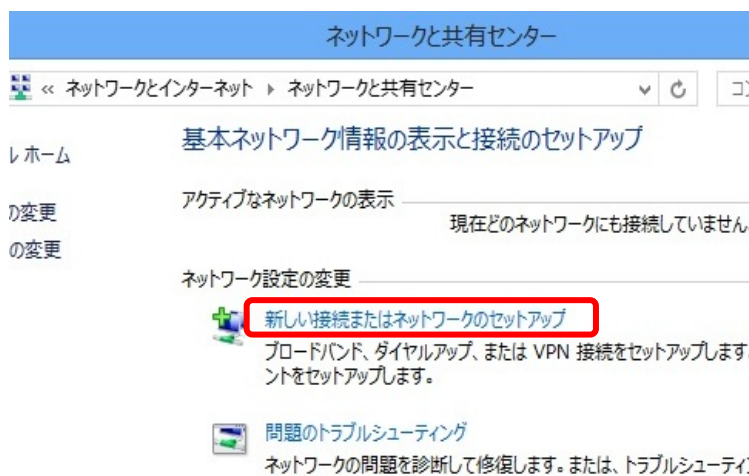 ネットワークと共有センター
« ネットワークとインターネット ▸ ネットワークと共有センター
ホーム
基本ネットワーク情報の表示と接続のセットアップ
の変更
の変更
アクティブなネットワークの表示
現在どのネットワークにも接続していません
ネットワーク設定の変更
新しい接続またはネットワークのセットアップ
ブロードバンド、ダイヤルアップ、または VPN 接続をセットアップします
ントをセットアップします。
問題のトラブルシューティング
ネットワークの問題を診断して修復します。または、トラブルシューティ